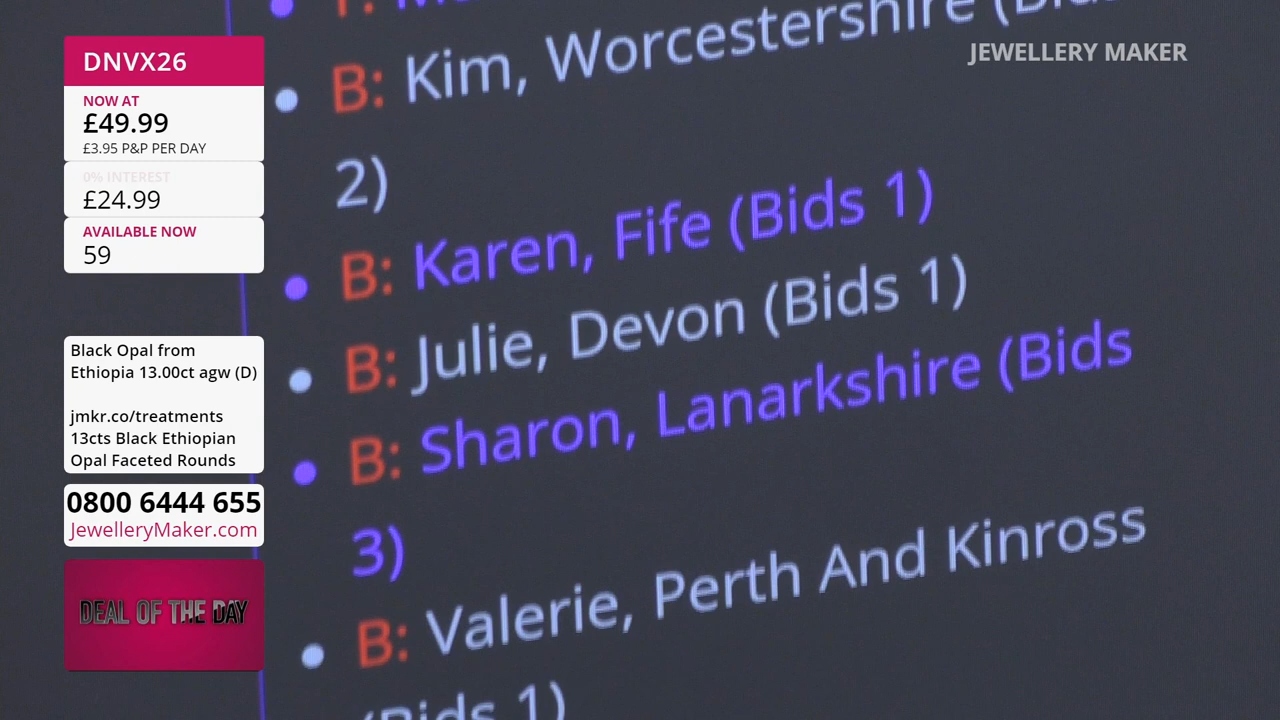 DNVX26
NOW AT
£49.99
£3.95 P&P PER DAY
0% INTEREST
£24.99
AVAILABLE NOW
59
Black Opal from
Ethiopia 13.00ct agw (D)
jmkr.co/treatments
13cts Black Ethiopian
Opal Faceted Rounds
0800 6444 655
JewelleryMaker.com
DEAL OF THE DAY
JEWELLERY MAKER
B: Kim, Worcestershire (Bids
2)
B: Karen, Fife (Bids 1)
B: Julie, Devon (Bids 1)
B: Sharon, Lanarkshire (Bids
3)
B: Valerie, Perth And Kinross
(Bids 1)